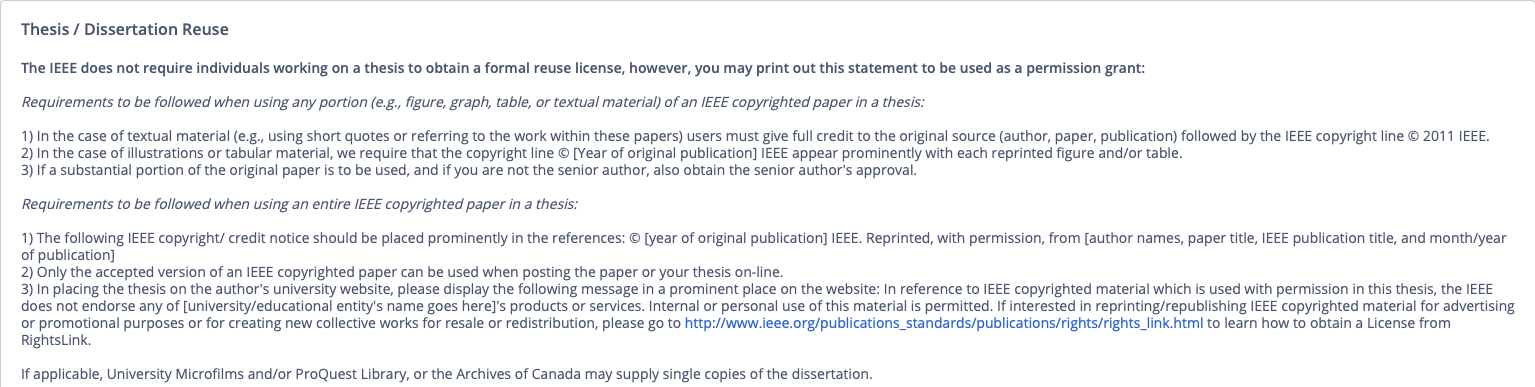 Thesis / Dissertation Reuse
The IEEE does not require individuals working on a thesis to obtain a formal reuse license, however, you may print out this statement to be used as a permission grant:
Requirements to be followed when using any portion (e.g., figure, graph, table, or textual material) of an IEEE copyrighted paper in a thesis:
1) In the case of textual material (e.g., using short quotes or referring to the work within these papers) users must give full credit to the original source (author, paper, publication) followed by the IEEE copyright line © 2011 IEEE.
2) In the case of illustrations or tabular material, we require that the copyright line © [Year of original publication] IEEE appear prominently with each reprinted figure and/or table.
3) If a substantial portion of the original paper is to be used, and if you are not the senior author, also obtain the senior author's approval.
Requirements to be followed when using an entire IEEE copyrighted paper in a thesis:
1) The following IEEE copyright/ credit notice should be placed prominently in the references: © [year of original publication] IEEE. Reprinted, with permission, from [author names, paper title, IEEE publication title, and month/year
of publication]
2) Only the accepted version of an IEEE copyrighted paper can be used when posting the paper or your thesis on-line.
3) In placing the thesis on the author's university website, please display the following message in a prominent place on the website: In reference to IEEE copyrighted material which is used with permission in this thesis, the IEEE
does not endorse any of [university/educational entity's name goes here]'s products or services. Internal or personal use of this material is permitted. If interested in reprinting/republishing IEEE copyrighted material for advertising
or promotional purposes or for creating new collective works for resale or redistribution, please go to http://www.ieee.org/publications_standards/publications/rights/rights_link.html to learn how to obtain a License from
RightsLink.
If applicable, University Microfilms and/or ProQuest Library, or the Archives of Canada may supply single copies of the dissertation.